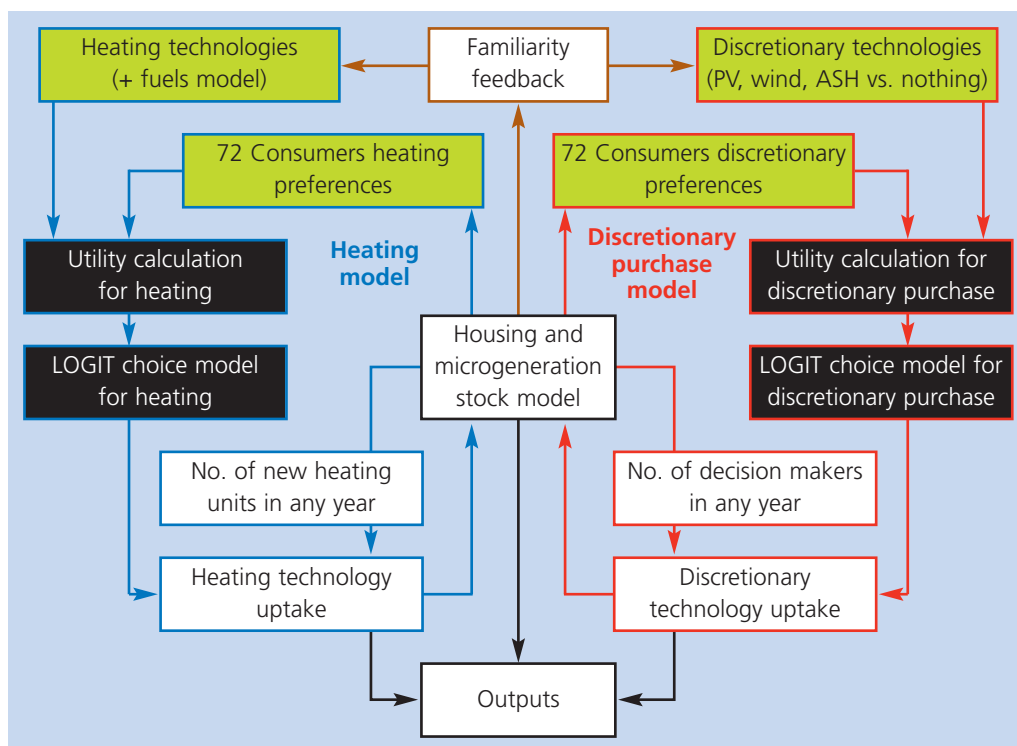 Heating technologies
(+ fuels model)
Familiarity
feedback
Discretionary technologies
(PV, wind, ASH vs. nothing)
72 Consumers heating
preferences
72 Consumers discretionary
preferences
Heating
model
Discretionary
purchase
model
Utility calculation
for heating
Utility calculation for
discretionary purchase
LOGIT choice model
for heating
Housing and
microgeneration
stock model
LOGIT choice model for
discretionary purchase
No. of new heating
units in any year
No. of decision makers
in any year
Heating technology
uptake
Discretionary
technology uptake
Outputs